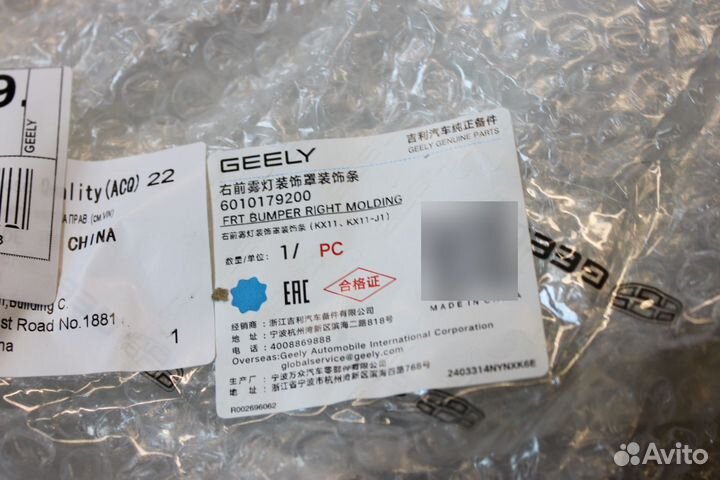 9.
GEELY
ality (ACQ) 22
А ПРАВ (см.VIN)
CHINA
Building C.
st Road No.1881
na
1
吉利汽车纯正备件
GEELY GENUINE PARTS
GEELY
右前雾灯装饰罩装饰条
6010179200
FRT BUMPER RIGHT MOLDING
右前雾灯装饰罩装饰条 (KX11、KX11-J1)
数量/单位: 1/ PC
EAC
合格证
MADE IN CHINA
经销商：浙江吉利汽车备件有限公司
地 址：宁波杭州湾新区滨海二路818号
电 话：4008869888
Overseas:Geely Automobile International Corporation
globalservice@geely.com
生产厂：宁波万众汽车零部件有限公司
地 址：浙江省宁波市杭州湾新区滨海四路768号
2403314NYNXK6E
R002696062
GEELY
Avito